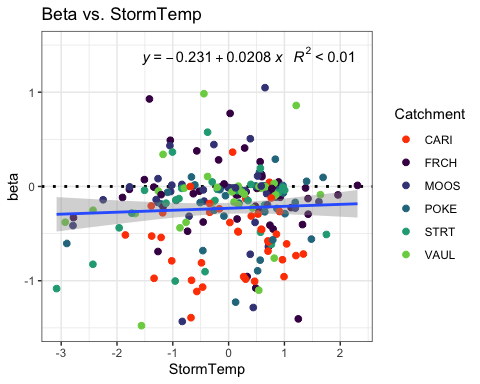 Beta vs. StormTemp
y = −0.231 + 0.0208 x R² < 0.01
1
0
-1
beta
-3 -2 -1 0 1 2
StormTemp
Catchment
CARI
FRCH
MOOS
POKE
STRT
VAUL